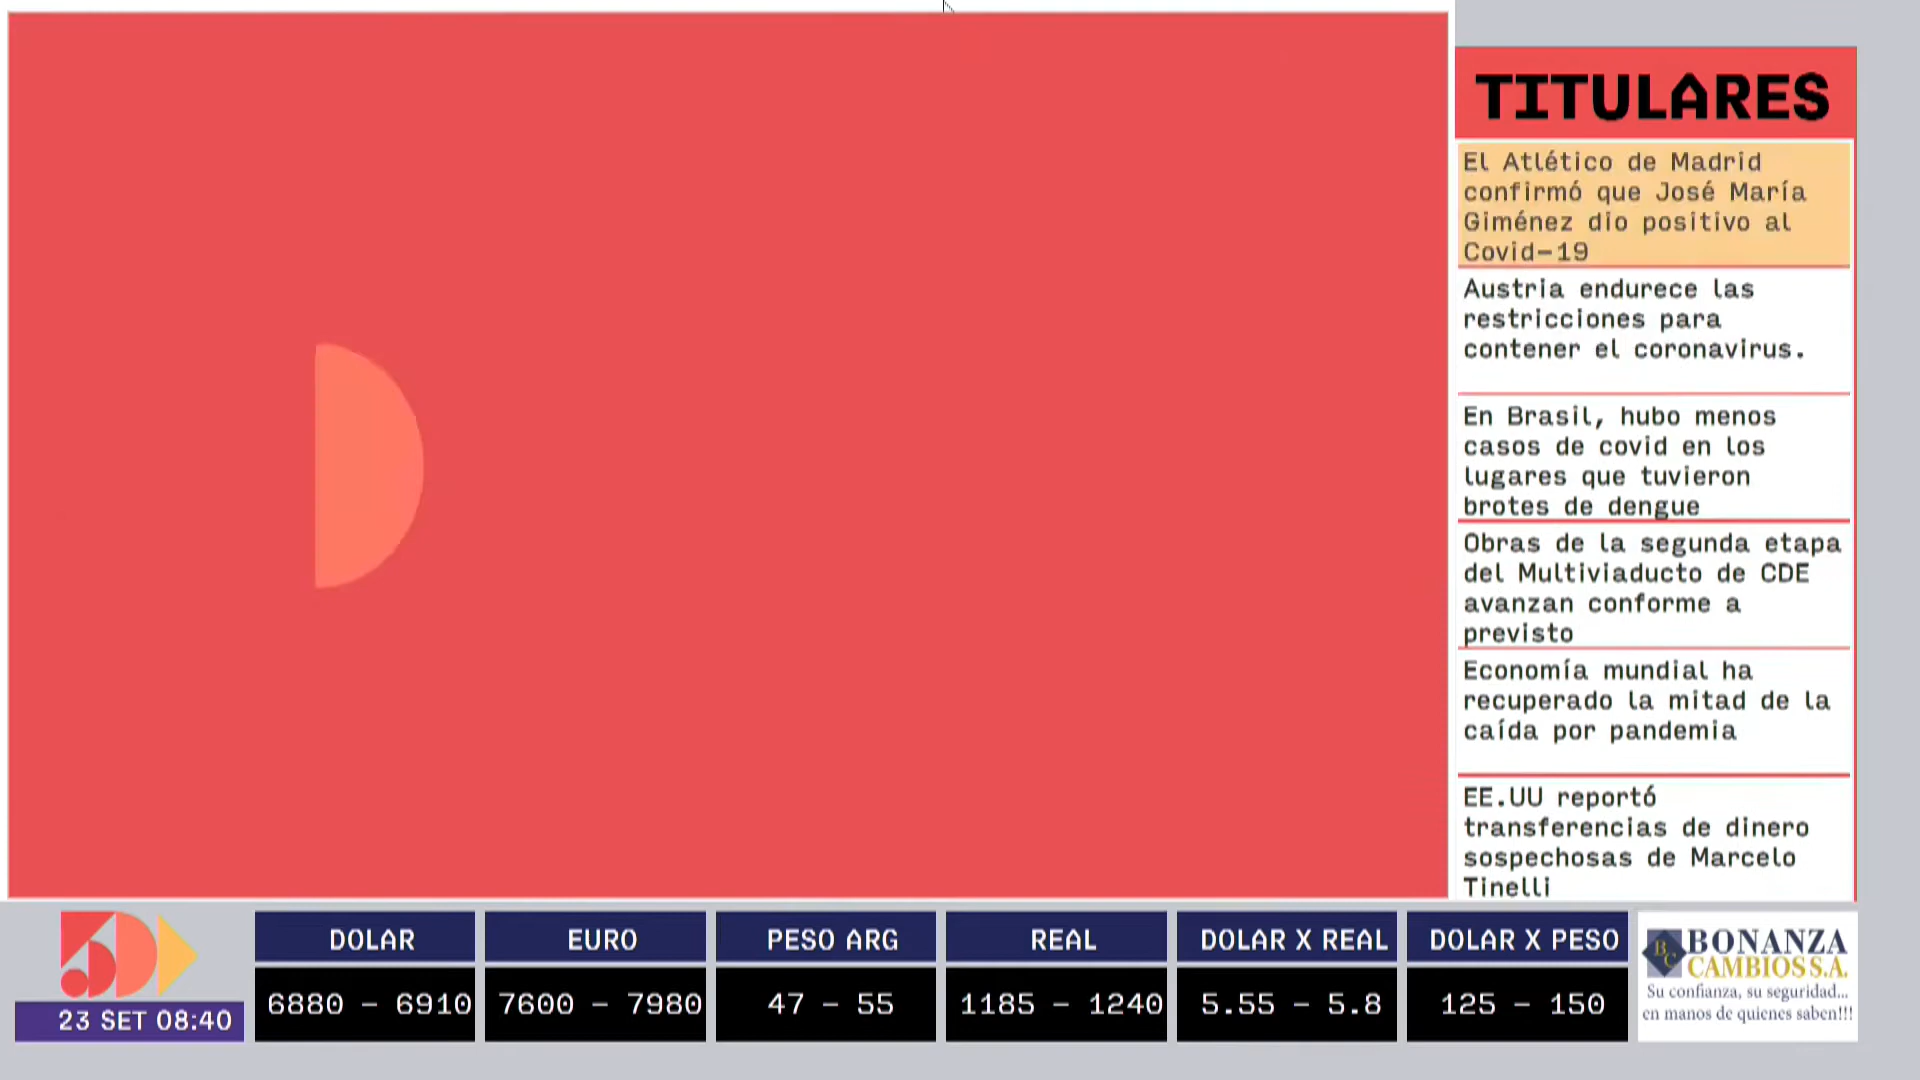 TITULARES
El Atlético de Madrid
confirmó que José María
Giménez dio positivo al
Covid-19
Austria endurece las
restricciones para
contener el coronavirus.
En Brasil, hubo menos
casos de covid en los
lugares que tuvieron
brotes de dengue
Obras de la segunda etapa
del Multiviaducto de CDE
avanzan conforme a
previsto
Economía mundial ha
recuperado la mitad de la
caída por pandemia
EE.UU reportó
transferencias de dinero
sospechosas de Marcelo
Tinelli
5D
23 SET 08:40
DOLAR
6880 - 6910
EURO
7600 - 7980
PESO ARG
47 - 55
REAL
1185 - 1240
DOLAR X REAL
5.55 - 5.8
DOLAR X PESO
125 - 150
BC
BONANZA
CAMBIOS S.A.
Su confianza, su seguridad...
en manos de quienes saben!!!